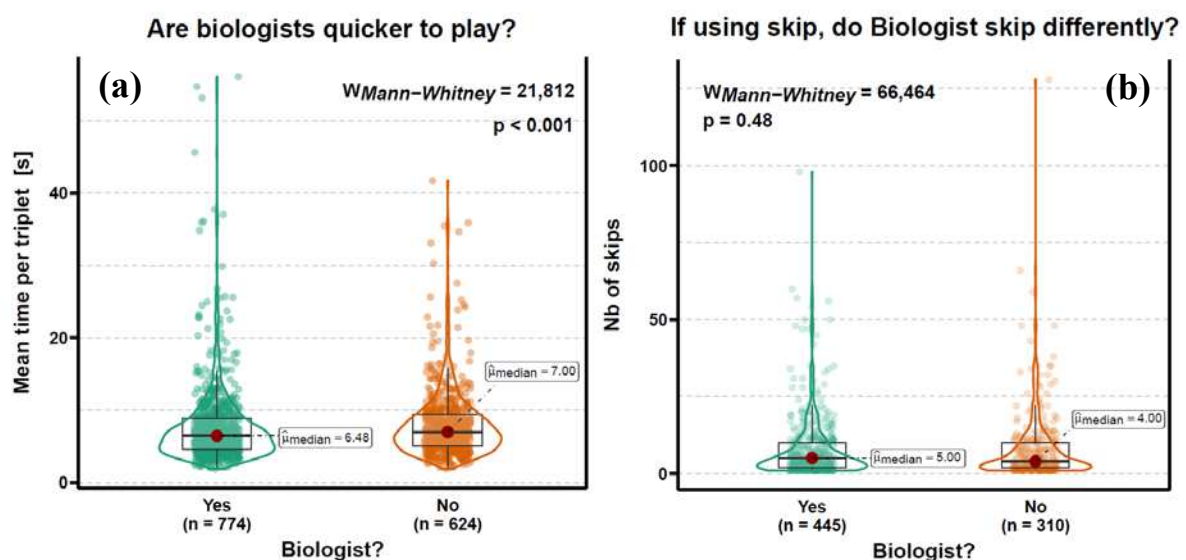 Are biologists quicker to play?
(a)
WMann−Whitney = 21,812
p < 0.001
Mean time per triplet [s]
40
20
0
μ̂median = 7.00
μ̂median = 6.48
Yes
(n = 774)
No
(n = 624)
Biologist?
If using skip, do Biologist skip differently?
(b)
WMann−Whitney = 66,464
p = 0.48
Nb of skips
100
50
0
μ̂median = 4.00
μ̂median = 5.00
Yes
(n = 445)
No
(n = 310)
Biologist?